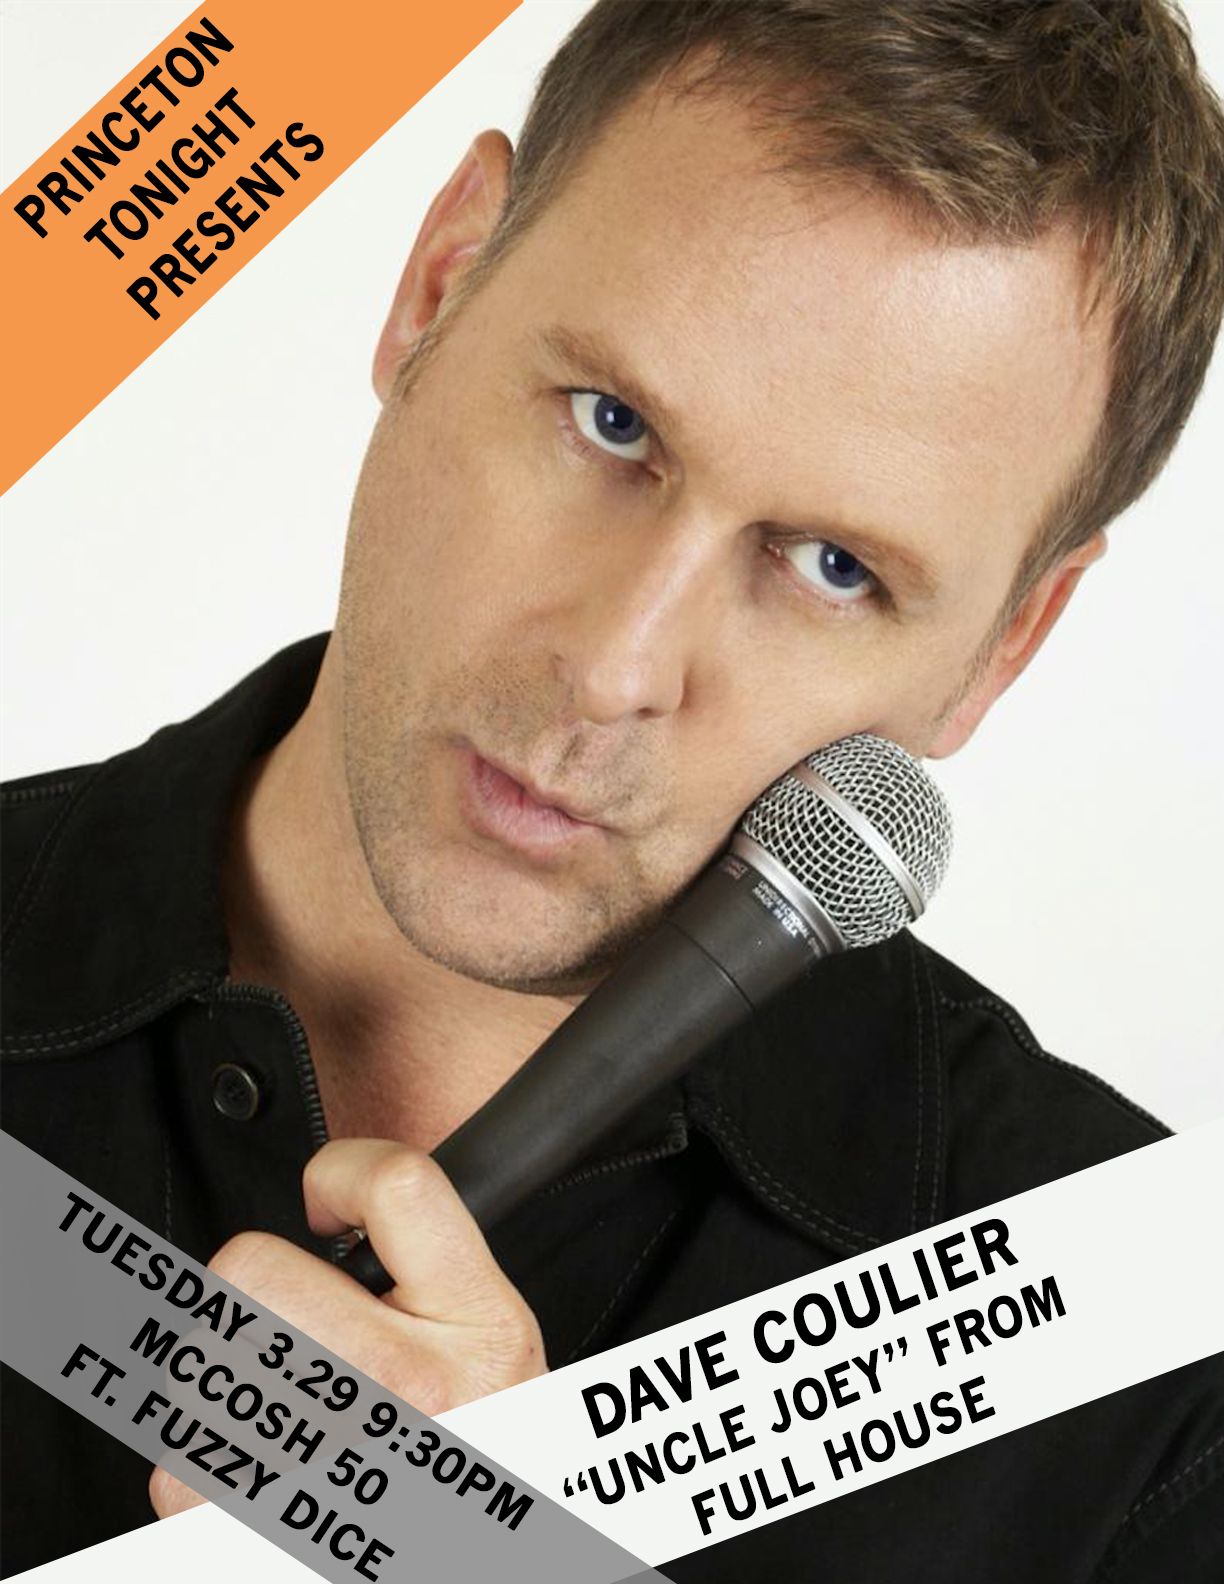 PRINCETON
TONIGHT
PRESENTS
DAVE COULIER
“UNCLE JOEY” FROM
FULL HOUSE
TUESDAY 3.29 9:30PM
MCCOSH 50
FT. FUZZY DICE